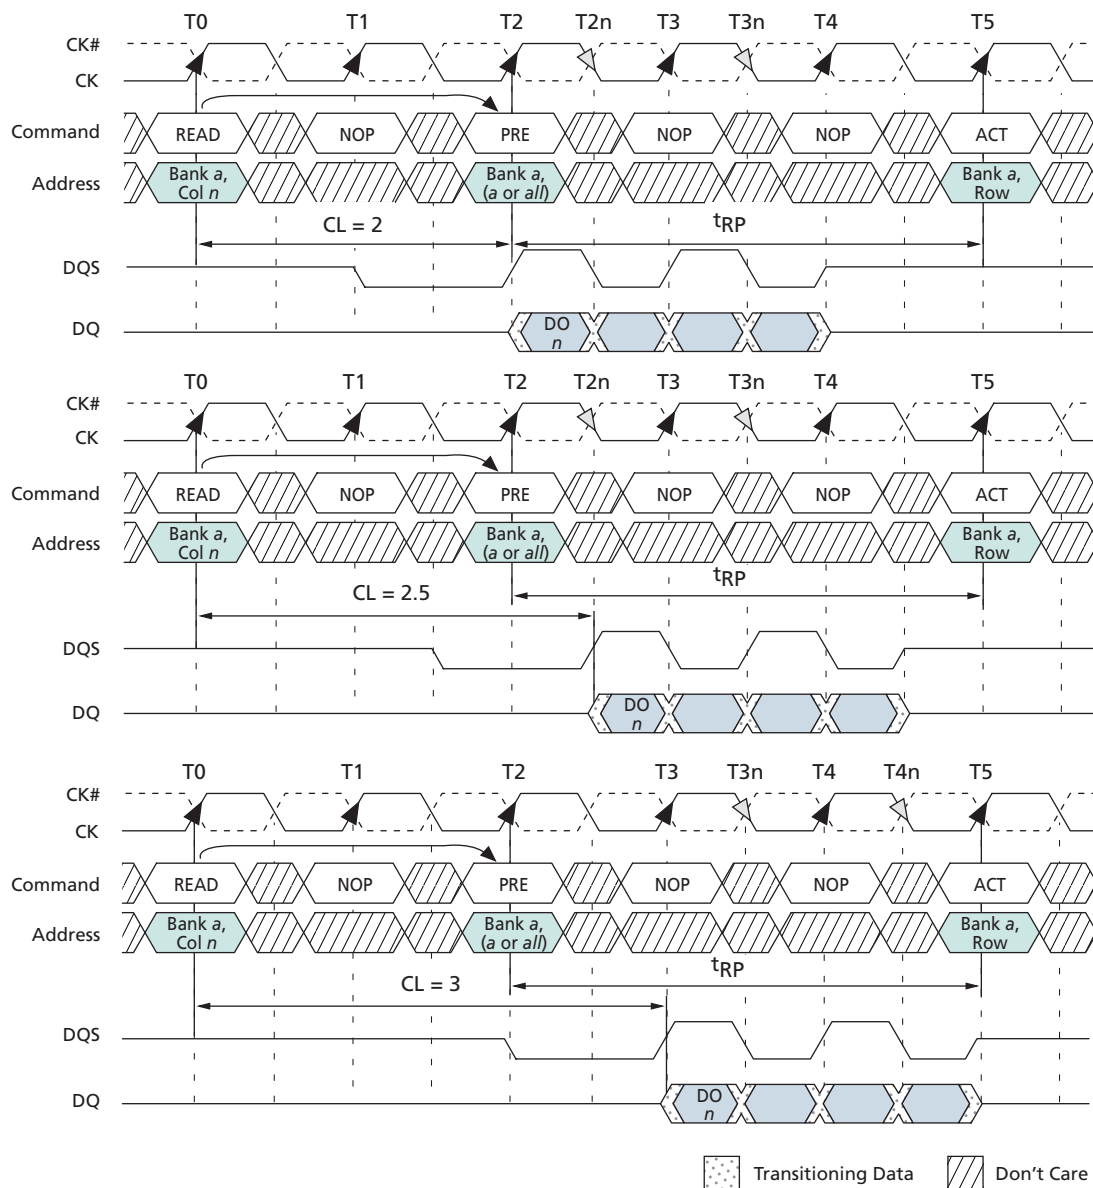 T0 T1 T2 T2n T3 T3n T4 T5
CK#
CK
Command READ NOP PRE NOP NOP ACT
Address Bank a, Col n Bank a, (a or all) Bank a, Row
CL = 2 tRP
DQS
DQ DO n
T0 T1 T2 T2n T3 T3n T4 T5
CK#
CK
Command READ NOP PRE NOP NOP ACT
Address Bank a, Col n Bank a, (a or all) Bank a, Row
tRP
CL = 2.5
DQS
DQ DO n
T0 T1 T2 T3 T3n T4 T4n T5
CK#
CK
Command READ NOP PRE NOP NOP ACT
Address Bank a, Col n Bank a, (a or all) Bank a, Row
tRP
CL = 3
DQS
DQ DO n
Transitioning Data Don't Care